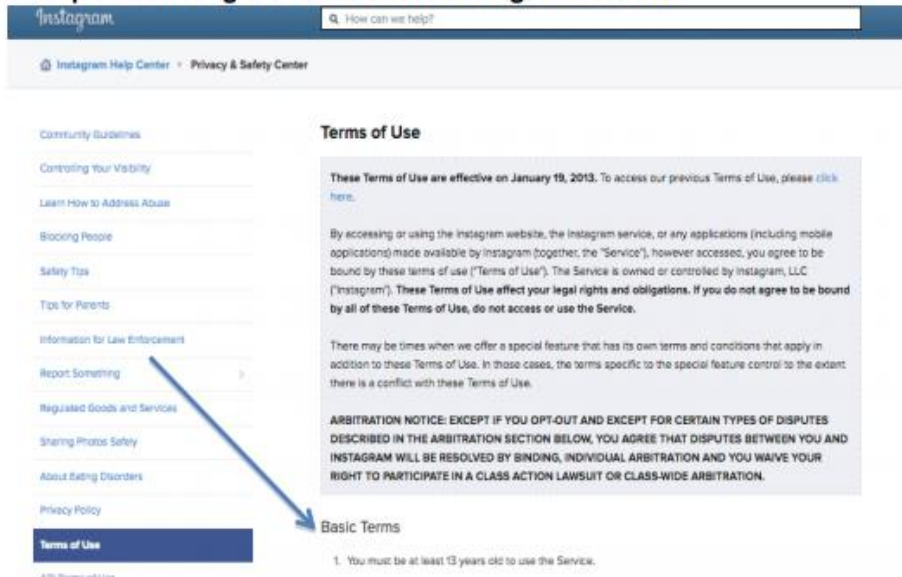 Instagram
How can we help?
Instagram Help Center
Privacy & Safety Center
Community Guidelines
Controlling Your Visibility
Learn How to Address Abuse
Blocking People
Safety Tips
Tips for Parents
Information for Law Enforcement
Report Something
Regulated Goods and Services
Sharing Photos Safely
About Eating Disorders
Privacy Policy
Terms of Use
Terms of Use
These Terms of Use are effective on January 19, 2013. To access our previous Terms of Use, please click
here.
By accessing or using the Instagram website, the Instagram service, or any applications (including mobile
applications) made available by Instagram (together, the "Service"), however accessed, you agree to be
bound by these terms of use ("Terms of Use"). The Service is owned or controlled by Instagram, LLC
("Instagram"). These Terms of Use affect your legal rights and obligations. If you do not agree to be bound
by all of these Terms of Use, do not access or use the Service.
There may be times when we offer a special feature that has its own terms and conditions that apply in
addition to these Terms of Use. In those cases, the terms specific to the special feature control to the extent
there is a conflict with these Terms of Use.
ARBITRATION NOTICE: EXCEPT IF YOU OPT-OUT AND EXCEPT FOR CERTAIN TYPES OF DISPUTES
DESCRIBED IN THE ARBITRATION SECTION BELOW, YOU AGREE THAT DISPUTES BETWEEN YOU AND
INSTAGRAM WILL BE RESOLVED BY BINDING, INDIVIDUAL ARBITRATION AND YOU WAIVE YOUR
RIGHT TO PARTICIPATE IN A CLASS ACTION LAWSUIT OR CLASS-WIDE ARBITRATION.
Basic Terms
1. You must be at least 13 years old to use the Service.